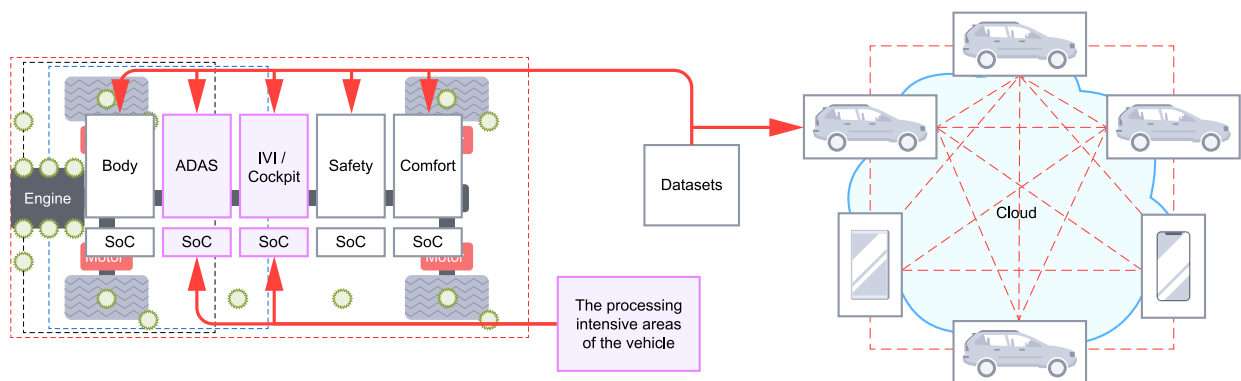 Engine
Body
ADAS
IVI /
Cockpit
Safety
Comfort
SoC
SoC
SoC
SoC
SoC
Motor
Motor
Datasets
The processing
intensive areas
of the vehicle
Cloud